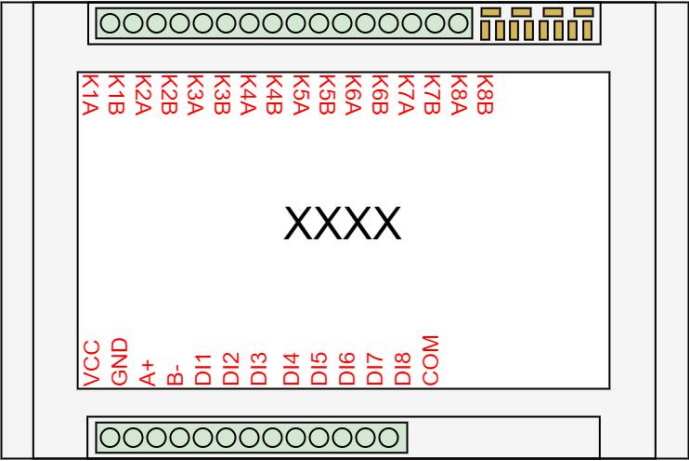 K1A K1B K2A K2B K3A K3B K4A K4B K5A K5B K6A K6B K7A K7B K8A K8B
XXXX
VCC GND A+ B- DI1 DI2 DI3 DI4 DI5 DI6 DI7 DI8 COM